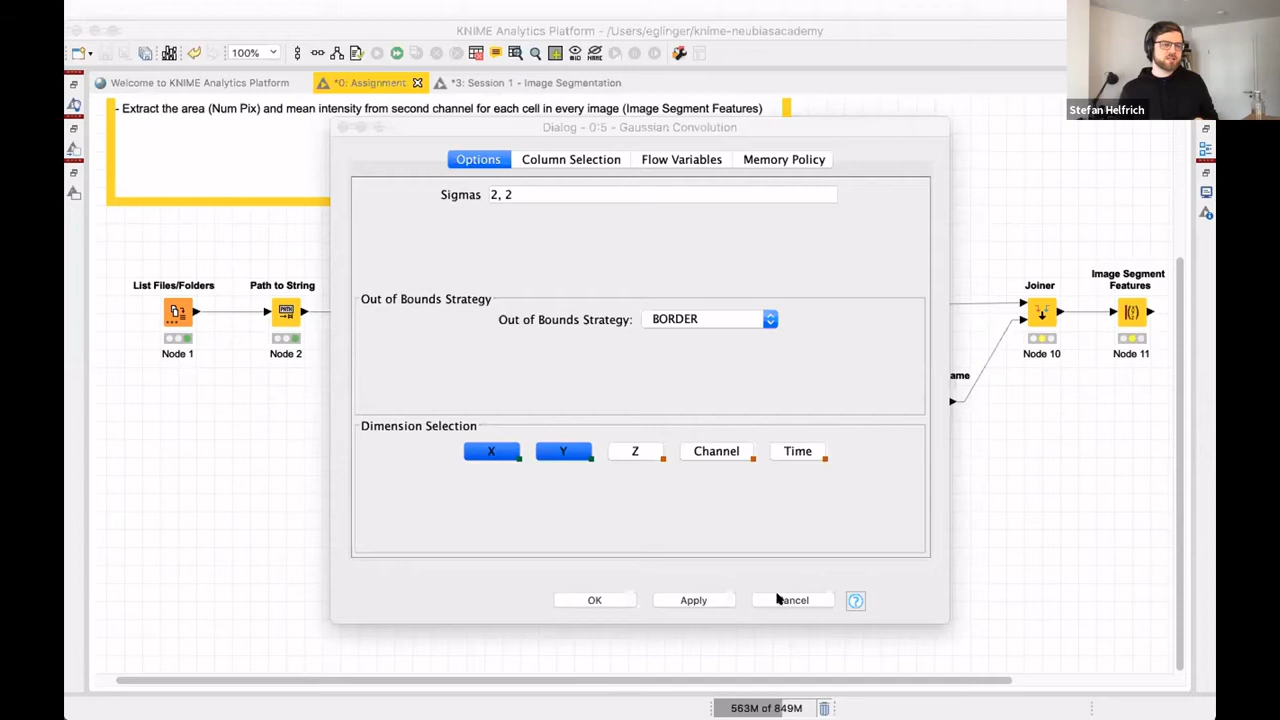 KNIME Analytics Platform - /Users/eglinger/knime-neubiasacademy
100%
Welcome to KNIME Analytics Platform
*0: Assignment
*3:Session 1 - Image Segmentation
Stefan Helfrich
- Extract the area (Num Pix) and mean intensity from second channel for each cell in every image (Image Segment Features)
Dialog - 0:5 - Gaussian Convolution
Options
Column Selection
Flow Variables
Memory Policy
Sigmas
2, 2
Out of Bounds Strategy
Out of Bounds Strategy:
BORDER
Dimension Selection
X
Y
Z
Channel
Time
OK
Apply
?
List Files/Folders
Node 1
Path to String
PATH
Node 2
Joiner
Node 10
Image Segment
Features
Node 11
ame
563M of 849M